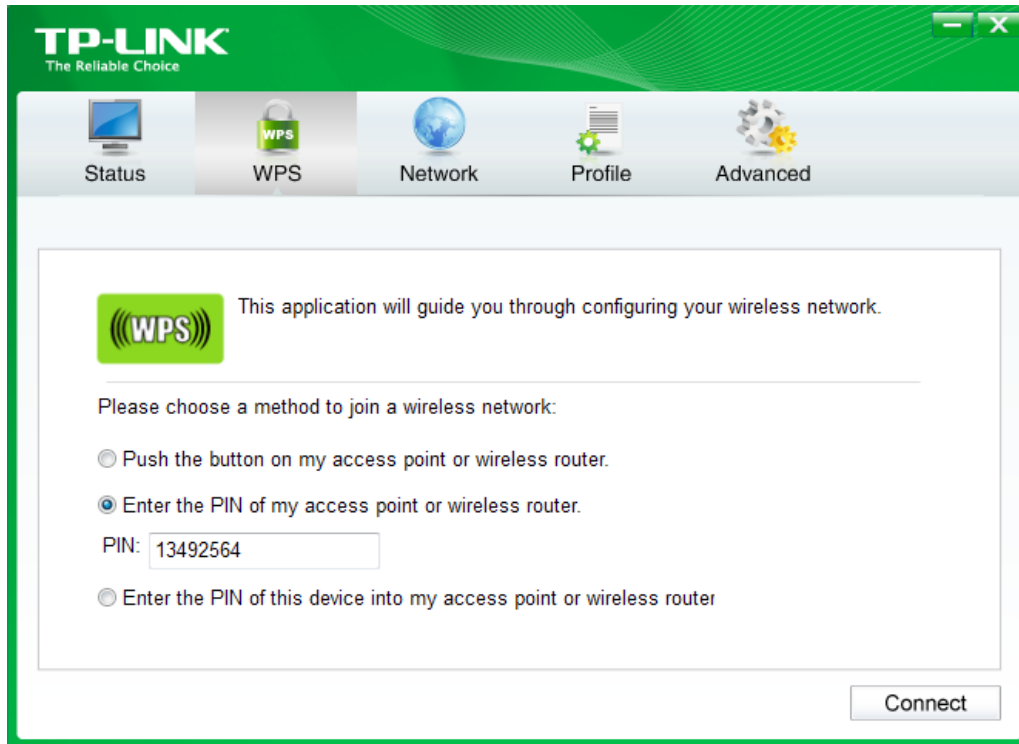 TP-LINK
The Reliable Choice
WPS
Status WPS Network Profile Advanced
(((WPS))) This application will guide you through configuring your wireless network.
Please choose a method to join a wireless network:
Push the button on my access point or wireless router.
Enter the PIN of my access point or wireless router.
PIN: 13492564
Enter the PIN of this device into my access point or wireless router
Connect